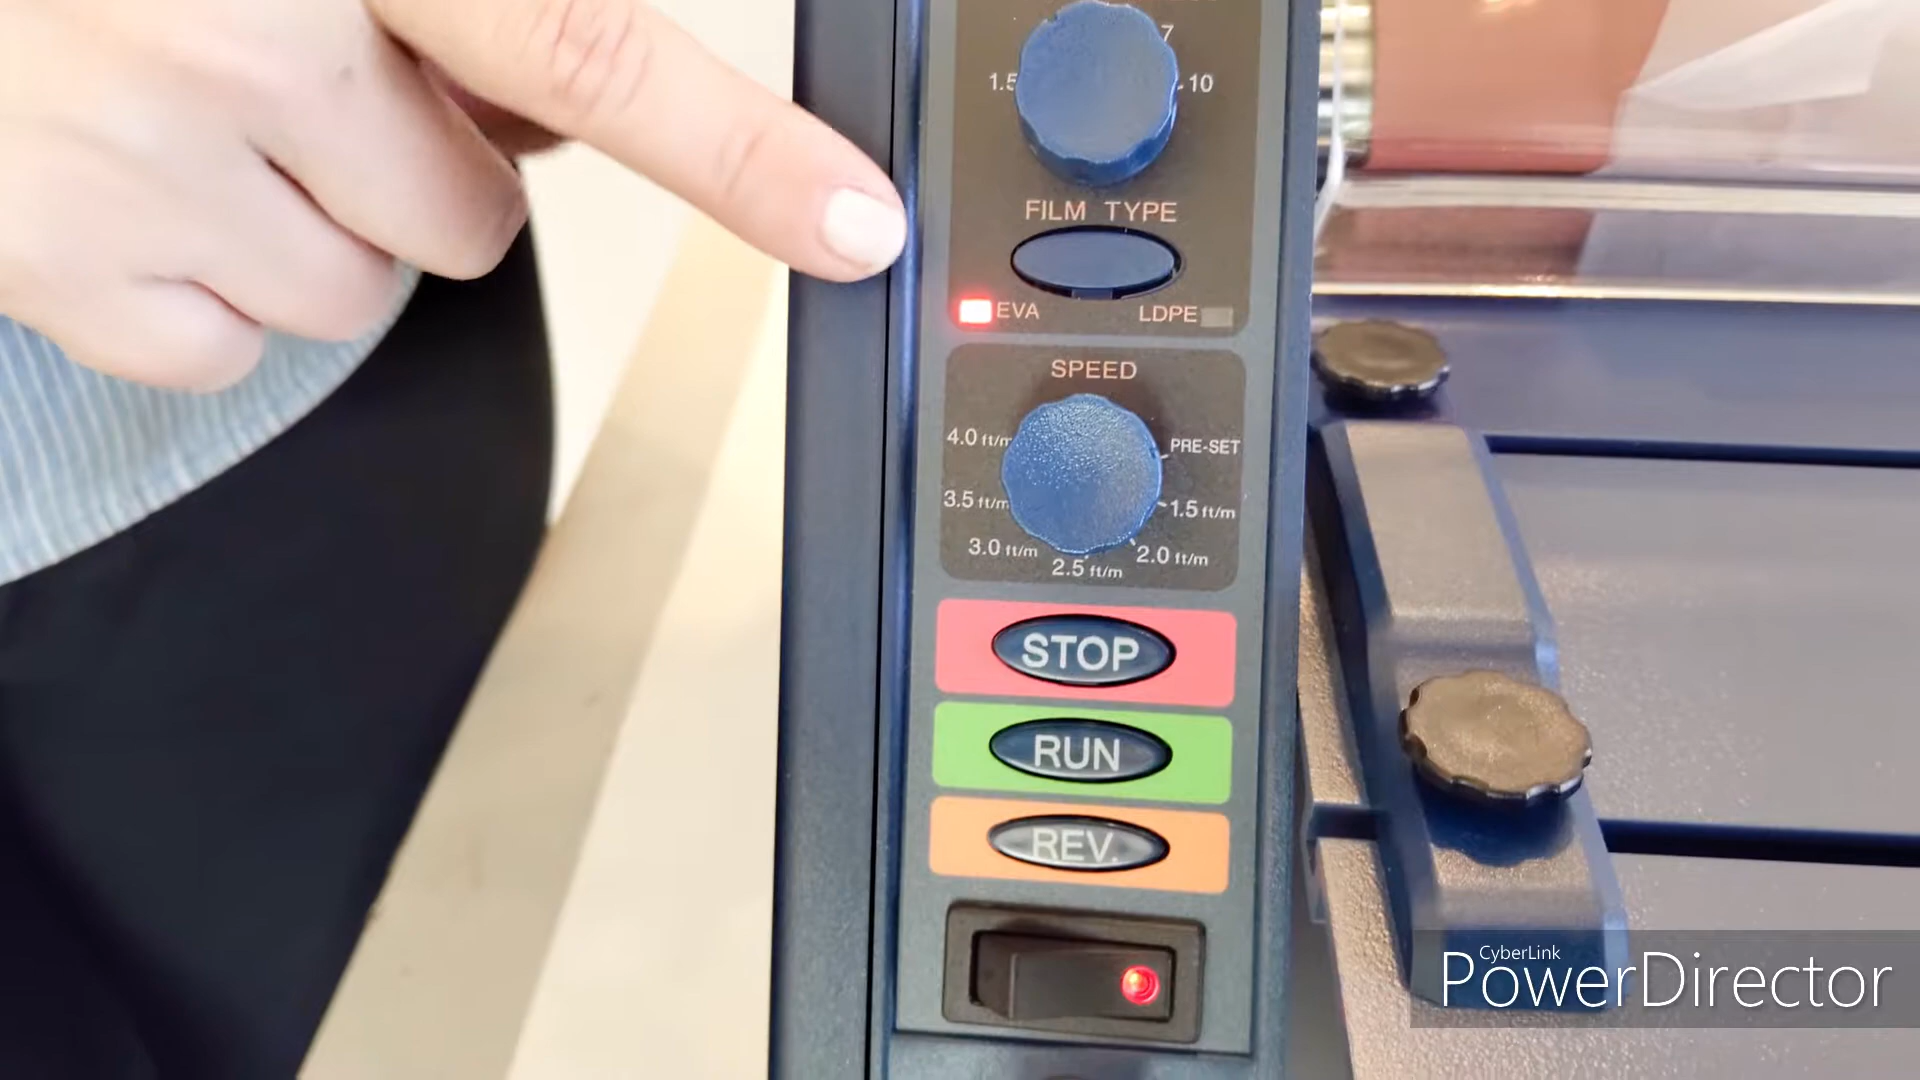 7
1.5
10
FILM TYPE
EVA
LDPE
SPEED
4.0 ft/m
PRE-SET
3.5 ft/m
1.5 ft/m
3.0 ft/m
2.0 ft/m
2.5 ft/m
STOP
RUN
REV.
CyberLink
PowerDirector